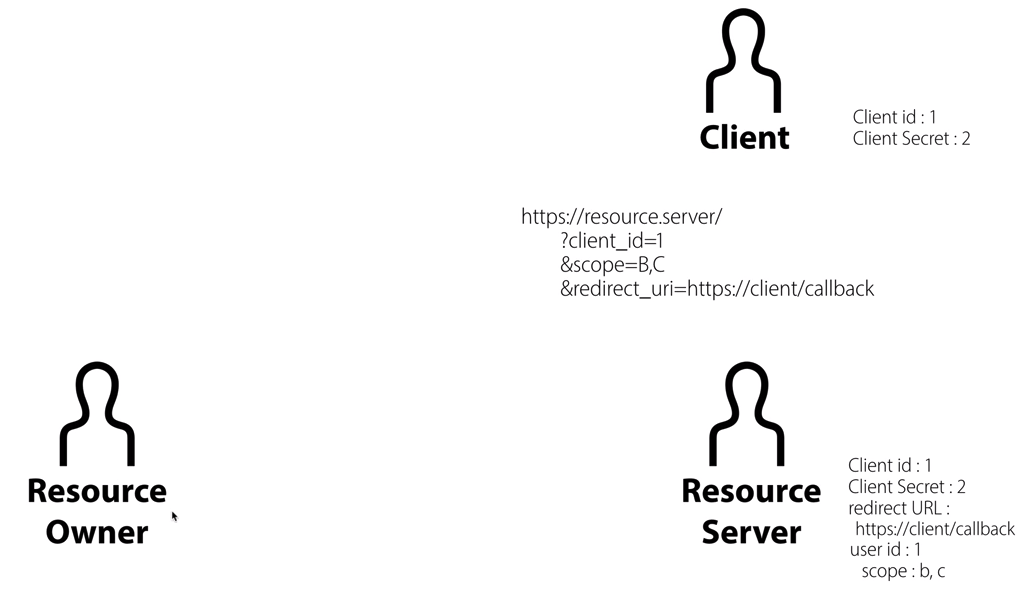 Client
Client id : 1
Client Secret : 2
https://resource.server/
?client_id=1
&scope=B,C
&redirect_uri=https://client/callback
Resource
Owner
Resource
Server
Client id : 1
Client Secret : 2
redirect URL :
https://client/callback
user id : 1
scope : b, c